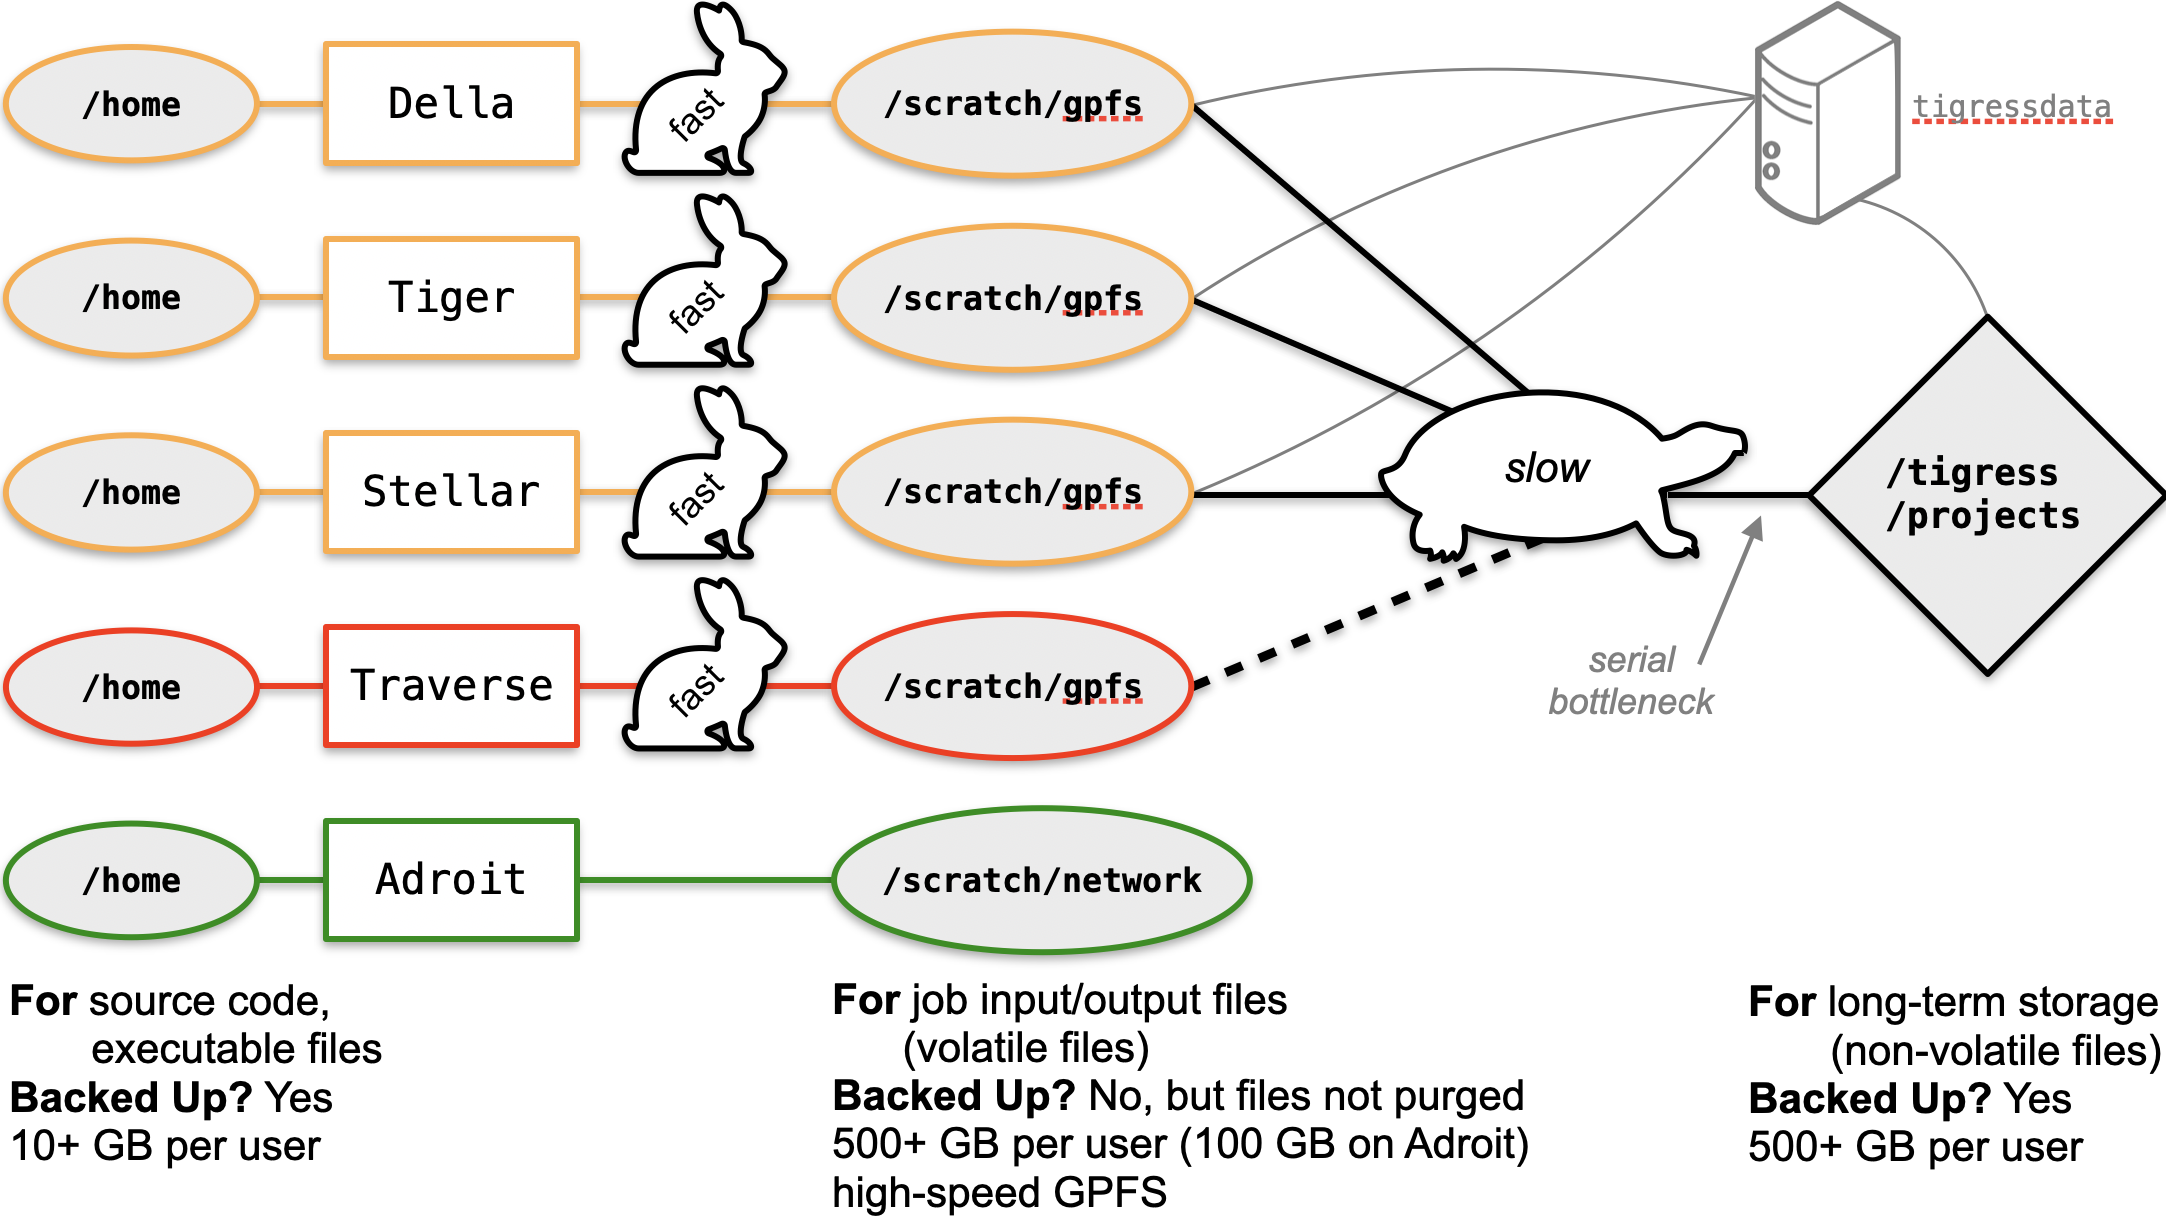 /home
Della
fast
/scratch/gpfs
tigressdata
/home
Tiger
fast
/scratch/gpfs
/home
Stellar
fast
/scratch/gpfs
slow
/tigress
/projects
/home
Traverse
fast
/scratch/gpfs
serial
bottleneck
/home
Adroit
/scratch/network
For source code,
executable files
Backed Up? Yes
10+ GB per user
For job input/output files
(volatile files)
Backed Up? No, but files not purged
500+ GB per user (100 GB on Adroit)
high-speed GPFS
For long-term storage
(non-volatile files)
Backed Up? Yes
500+ GB per user